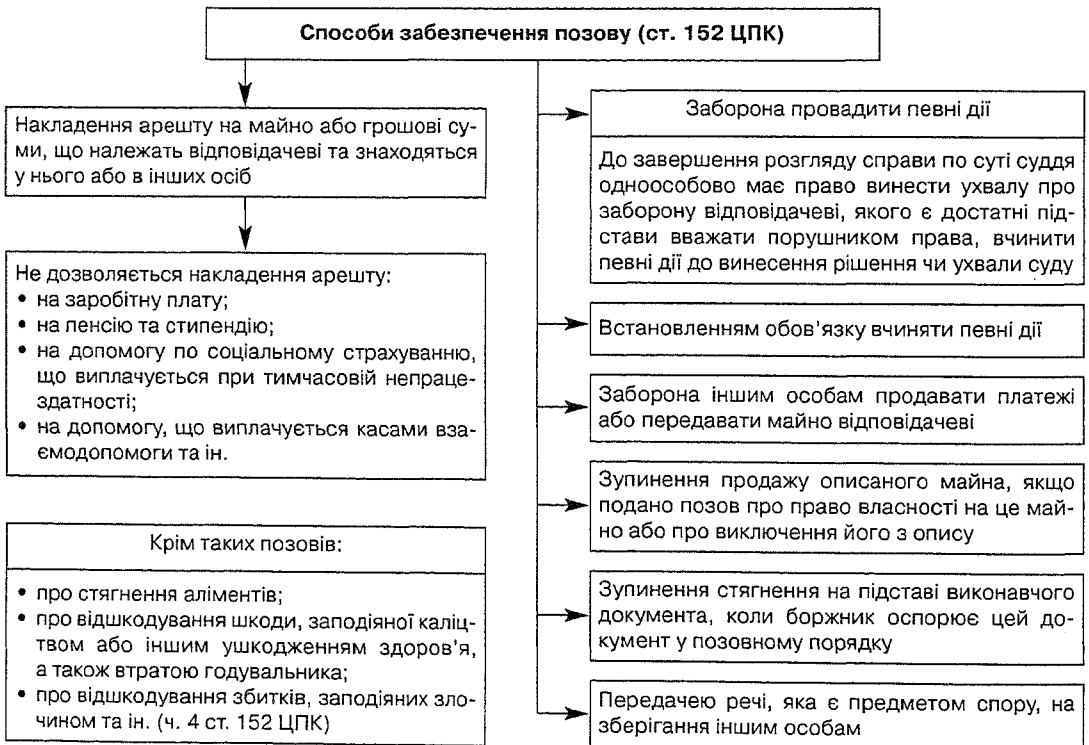 Способи забезпечення позову (ст. 152 ЦПК)
Накладення арешту на майно або грошові су-
ми, що належать відповідачеві та знаходяться
у нього або в інших осіб
Не дозволяється накладення арешту:
• на заробітну плату;
• на пенсію та стипендію;
• на допомогу по соціальному страхуванню,
що виплачується при тимчасовій непраце-
здатності;
• на допомогу, що виплачується касами вза-
ємодопомоги та ін.
Крім таких позовів:
• про стягнення аліментів;
• про відшкодування шкоди, заподіяної каліц-
твом або іншим ушкодженням здоров'я,
а також втратою годувальника;
• про відшкодування збитків, заподіяних зло-
чином та ін. (ч. 4 ст. 152 ЦПК)
Заборона провадити певні дії
До завершення розгляду справи по суті суддя
одноособово має право винести ухвалу про
заборону відповідачеві, якого є достатні під-
стави вважати порушником права, вчинити
певні дії до винесення рішення чи ухвали суду
Встановленням обов'язку вчиняти певні дії
Заборона іншим особам продавати платежі
або передавати майно відповідачеві
Зупинення продажу описаного майна, якщо
подано позов про право власності на це май-
но або про виключення його з опису
Зупинення стягнення на підставі виконавчого
документа, коли боржник оспорює цей до-
кумент у позовному порядку
Передачею речі, яка є предметом спору, на
зберігання іншим особам